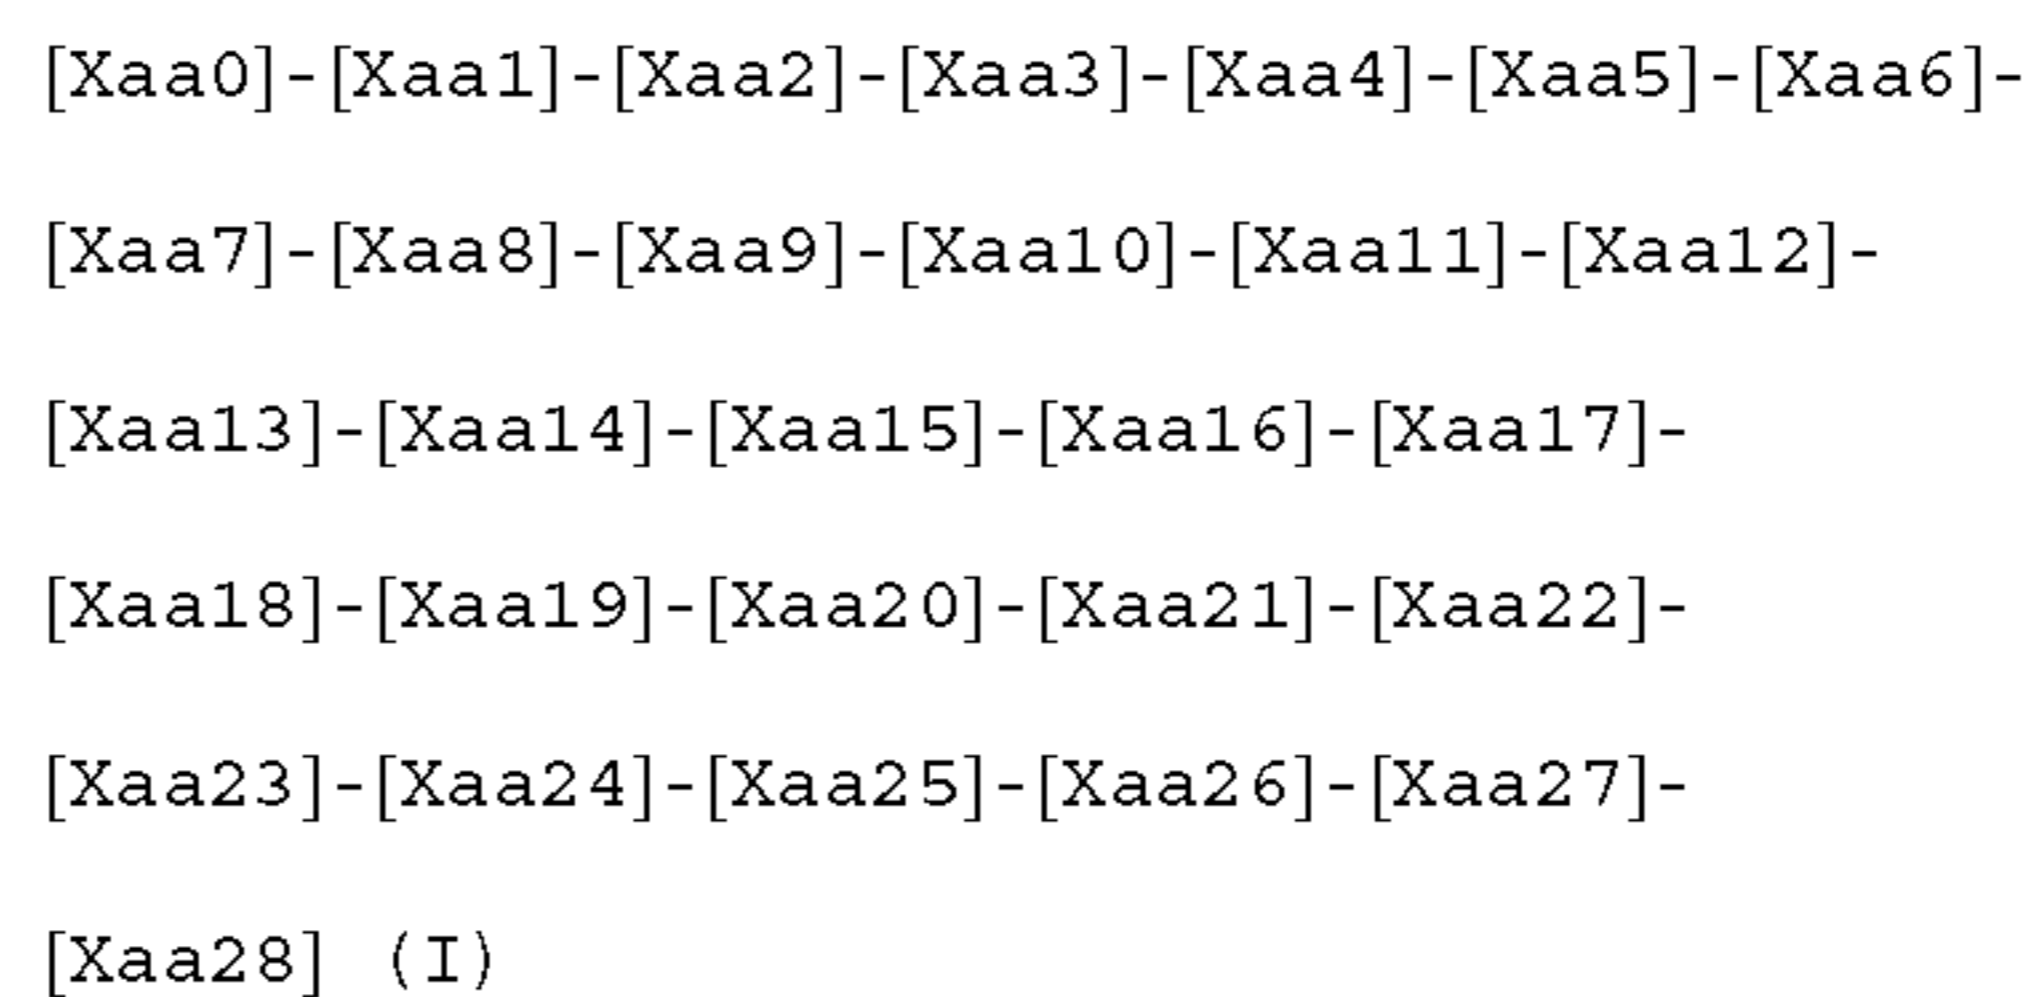 [Xaa0]-[Xaa1]-[Xaa2]-[Xaa3]-[Xaa4]-[Xaa5]-[Xaa6]-
[Xaa7]-[Xaa8]-[Xaa9]-[Xaa10]-[Xaa11]-[Xaa12]-
[Xaa13]-[Xaa14]-[Xaa15]-[Xaa16]-[Xaa17]-
[Xaa18]-[Xaa19]-[Xaa20]-[Xaa21]-[Xaa22]-
[Xaa23]-[Xaa24]-[Xaa25]-[Xaa26]-[Xaa27]-
[Xaa28] (I)